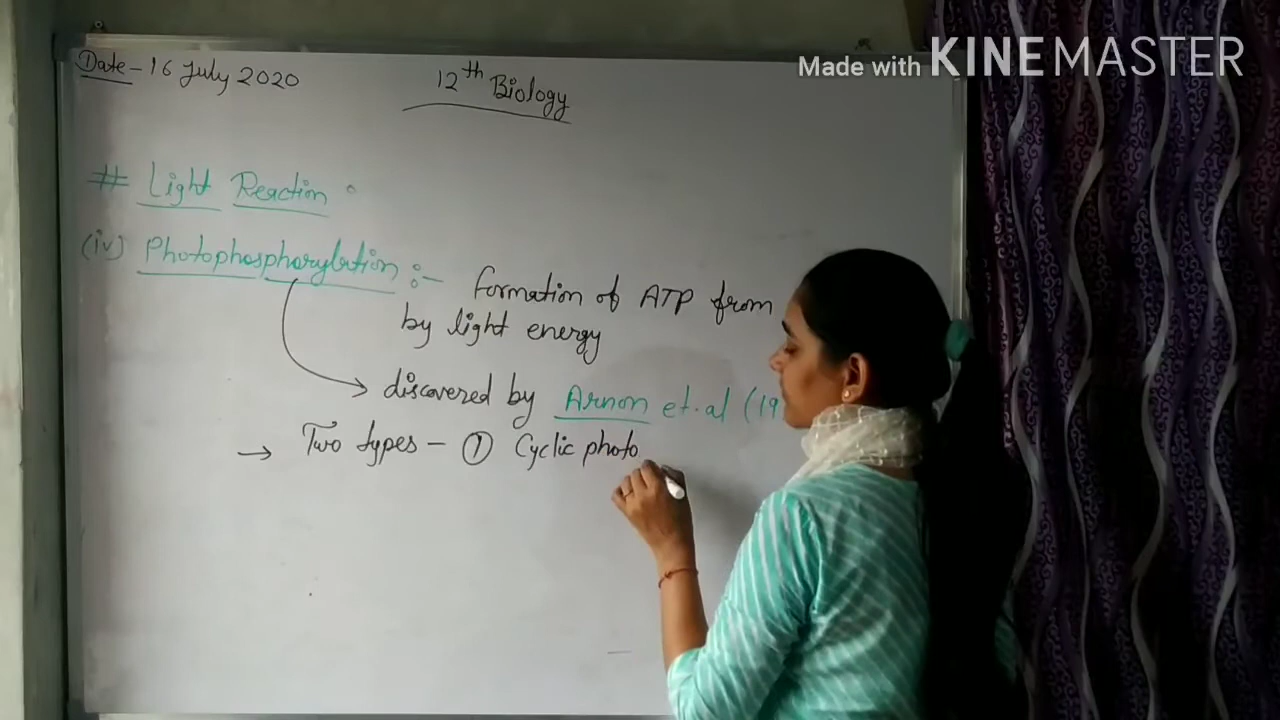 Date - 16 July 2020
12th Biology
Made with KINEMASTER
# Light Reaction :
(iv) Photophosphorylation :- Formation of ATP from
by light energy
→ discovered by Arnon et.al (19
→ Two types - ① Cyclic photo